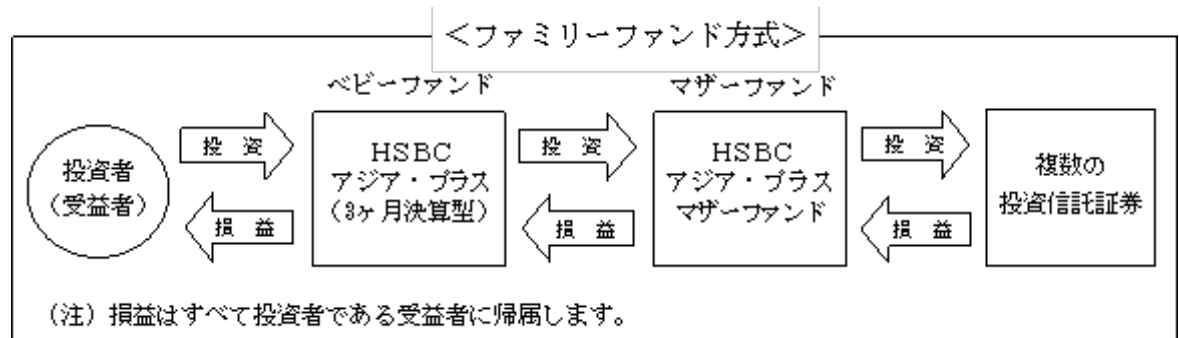 ＜ファミリーファンド方式＞
ベビーファンド
マザーファンド
投資者
（受益者）
投 資
損 益
HSBC
アジア・プラス
（3ヶ月決算型）
投 資
損 益
HSBC
アジア・プラス
マザーファンド
投 資
損 益
複数の
投資信託証券
（注）損益はすべて投資者である受益者に帰属します。